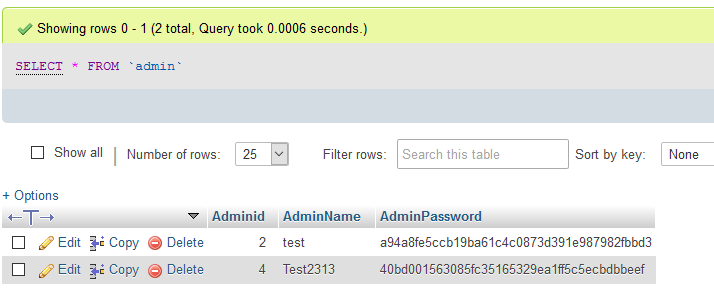 Showing rows 0 - 1 (2 total, Query took 0.0006 seconds.)
SELECT * FROM `admin`
Show all | Number of rows: 25 Filter rows: Search this table Sort by key: None
+ Options
←T→ Adminid AdminName AdminPassword
Edit Copy Delete 2 test a94a8fe5ccb19ba61c4c0873d391e987982fbbd3
Edit Copy Delete 4 Test2313 40bd001563085fc35165329ea1ff5c5ecbdbbeef